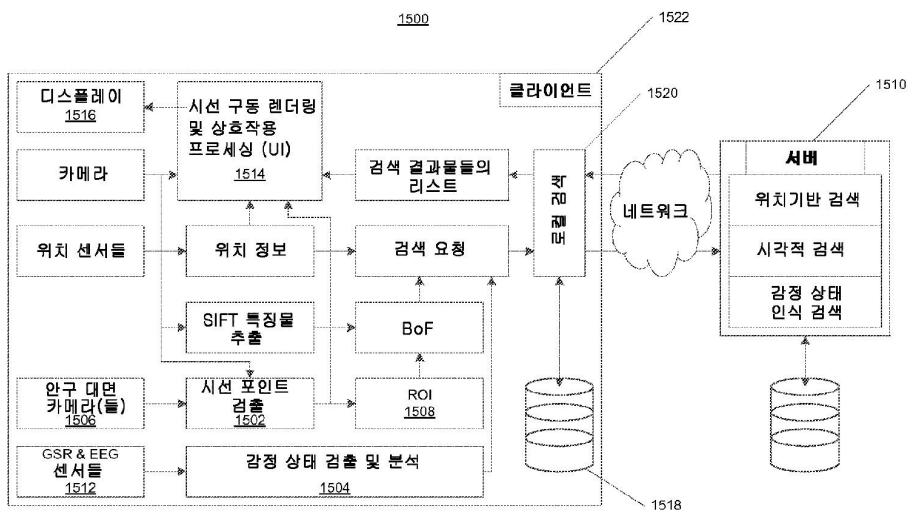 1500
1522
클라이언트
1520
1510
디스플레이
1516
시선 구동 렌더링
및 상호작용
프로세싱 (UI)
1514
카메라
검색 결과물들의
리스트
로컬 검색
네트워크
서버
위치기반 검색
시각적 검색
감정 상태
인식 검색
위치 센서들
위치 정보
검색 요청
SIFT 특징물
추출
BoF
안구 대면
카메라(들)
1506
시선 포인트
검출
1502
ROI
1508
GSR & EEG
센서들
1512
감정 상태 검출 및 분석
1504
1518